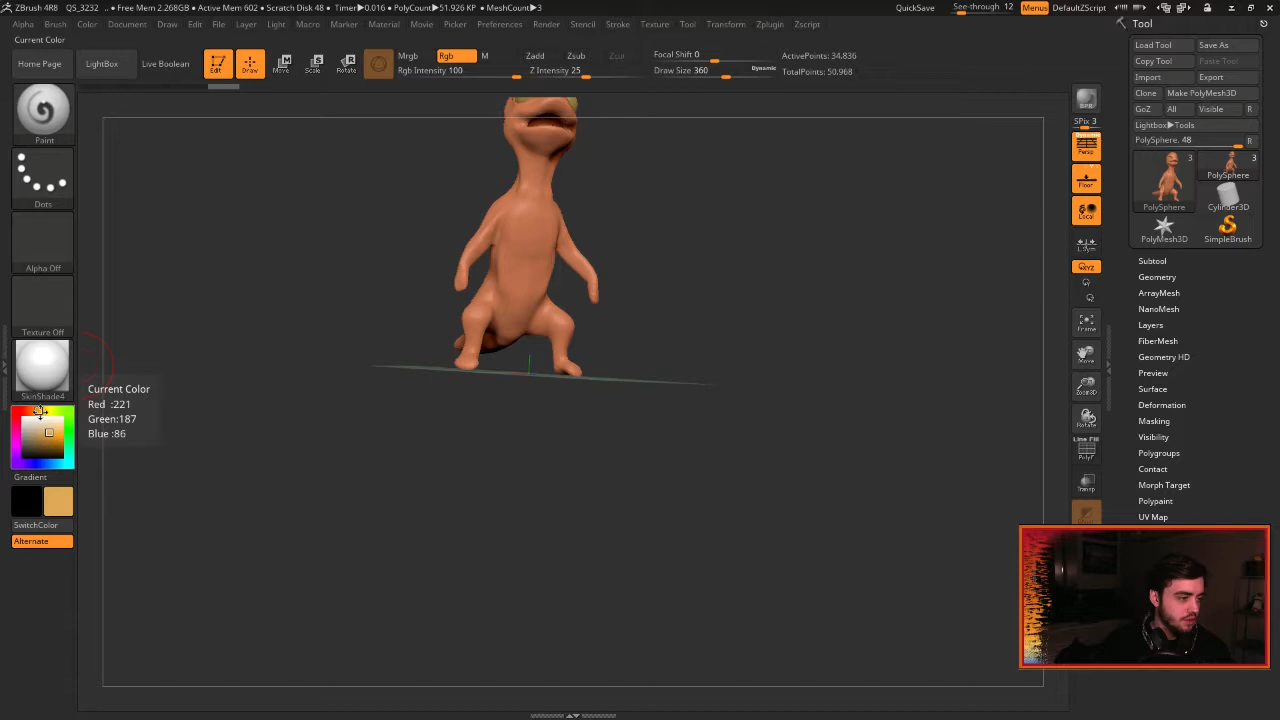 ZBrush 4R8 QS_3232 .. ● Free Mem 2.268GB ● Active Mem 602 ● Scratch Disk 48 ● Timer▶0.016 ● PolyCount▶51.926 KP ● MeshCount▶3 QuickSave See-through 12 Menus DefaultZScript
Alpha Brush Color Document Draw Edit File Layer Light Macro Marker Material Movie Picker Preferences Render Stencil Stroke Texture Tool Transform Zplugin Zscript
Current Color
Home Page LightBox Live Boolean Edit Draw Move Scale Rotate
Mrgb Rgb M Zadd Zsub Zcut
Rgb Intensity 100 Z Intensity 25
Focal Shift 0
Draw Size 360 Dynamic
ActivePoints: 34.836
TotalPoints: 50.968
Paint
Dots
Alpha Off
Texture Off
SkinShade4
Current Color
Red :221
Green:187
Blue :86
Gradient
SwitchColor
Alternate
BPR
SPix 3
Dynamic
Persp
Floor
Local
L.Sym
XYZ
Frame
Move
Zoom3D
Rotate
Line Fill
PolyF
Transp
Tool
Load Tool Save As
Copy Tool Paste Tool
Import Export
Clone Make PolyMesh3D
GoZ All Visible R
Lightbox▶Tools
PolySphere. 48 R
3 3
PolySphere PolySphere
Cylinder3D
PolyMesh3D SimpleBrush
Subtool
Geometry
ArrayMesh
NanoMesh
Layers
FiberMesh
Geometry HD
Preview
Surface
Deformation
Masking
Visibility
Polygroups
Contact
Morph Target
Polypaint
UV Map